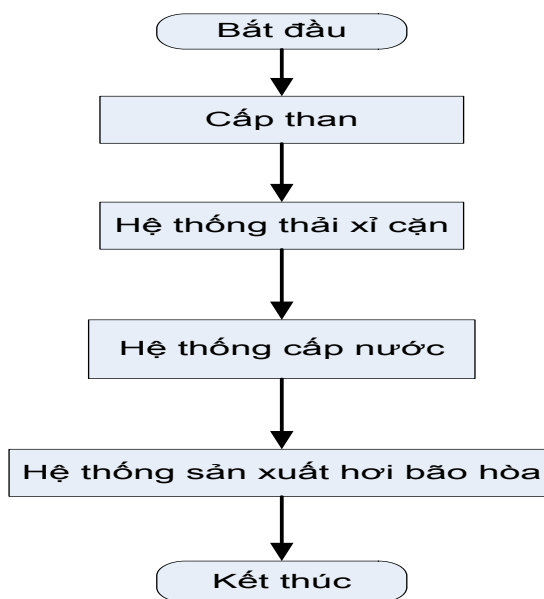 Bắt đầu
Cấp than
Hệ thống thải xỉ cặn
Hệ thống cấp nước
Hệ thống sản xuất hơi bão hòa
Kết thúc